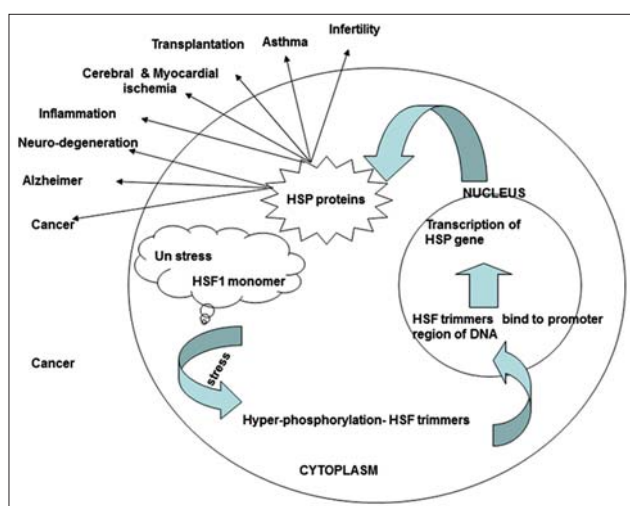 Infertility
Asthma
Transplantation
Cerebral & Myocardial
ischemia
Inflammation
Neuro-degeneration
Alzheimer
Cancer
HSP proteins
NUCLEUS
Transcription of
HSP gene
Un stress
HSF1 monomer
HSF trimmers bind to promoter
region of DNA
Cancer
stress
Hyper-phosphorylation- HSF trimmers
CYTOPLASM